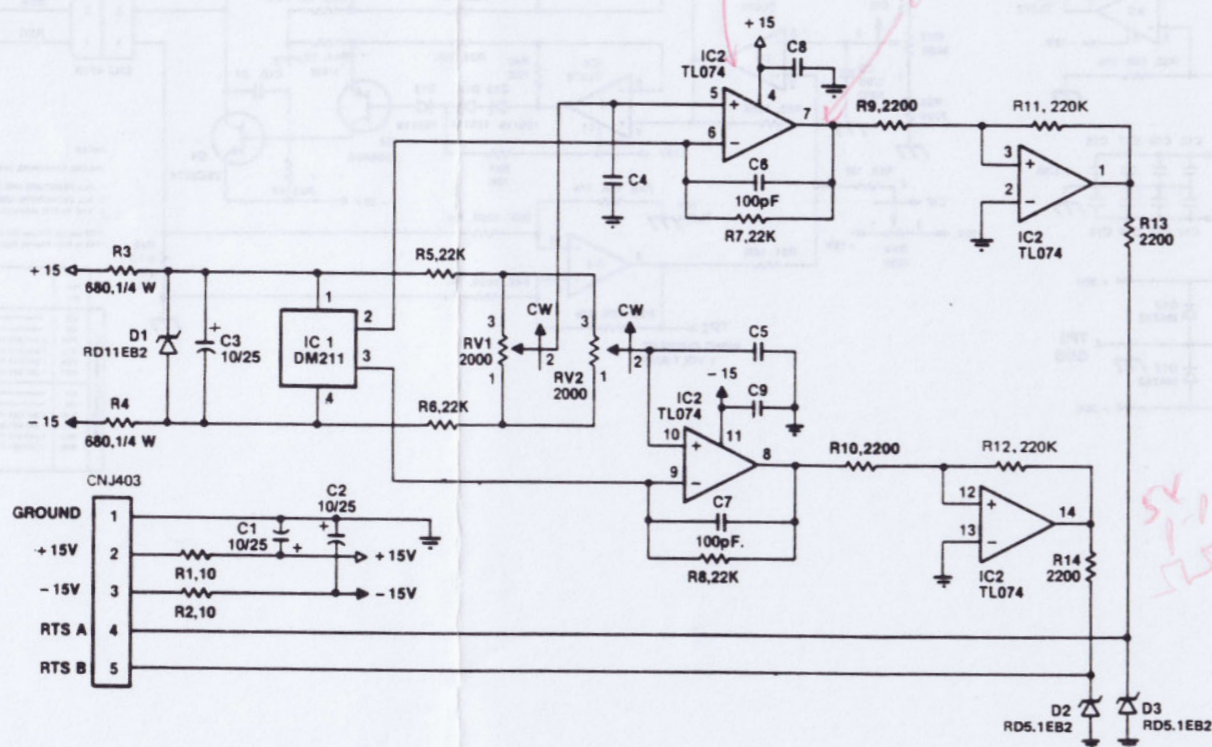 +15
IC2
TL074
C8
4
5
+
6
−
7
R9,2200
R11, 220K
C4
C6
100pF
R7,22K
3
+
2
−
1
IC2
TL074
R13
2200
R3
+15
680,1/4 W
R5,22K
1
2
3
4
IC 1
DM211
D1
RD11EB2
+
C3
10/25
3
RV1
2000
1
CW
2
3
RV2
2000
1
CW
2
R4
−15
680,1/4 W
R6,22K
C5
−15
C9
IC2
TL074
11
10
+
9
−
8
R10,2200
R12, 220K
C7
100pF.
R8,22K
12
+
13
−
14
IC2
TL074
R14
2200
CNJ403
GROUND
1
C1
10/25
+
C2
10/25
+
+15V
2
R1,10
+15V
−15V
3
R2,10
−15V
RTS A
4
RTS B
5
D2
RD5.1EB2
D3
RD5.1EB2